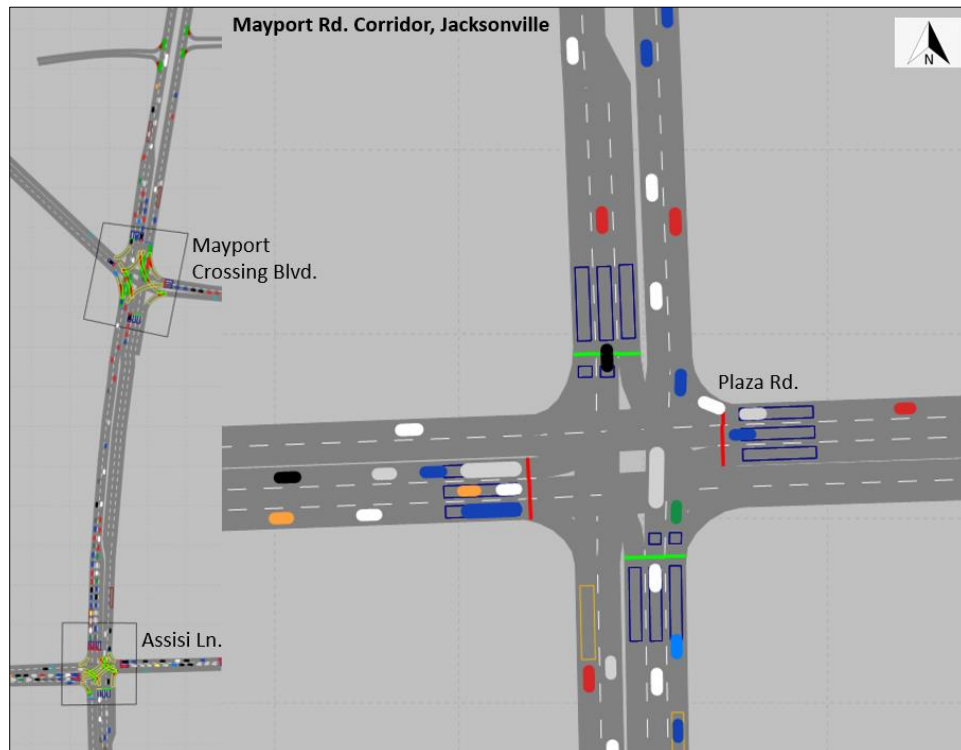 Mayport Rd. Corridor, Jacksonville
N
Mayport
Crossing Blvd.
Plaza Rd.
Assisi Ln.